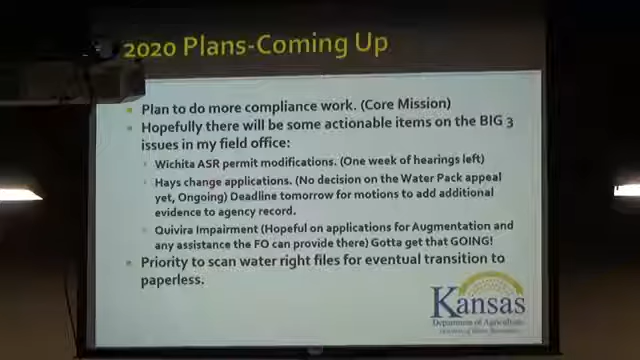 2020 Plans-Coming Up
Plan to do more compliance work. (Core Mission)
Hopefully there will be some actionable items on the BIG 3
issues in my field office:
Wichita ASR permit modifications. (One week of hearings left)
Hays change applications. (No decision on the Water Pack appeal
yet, Ongoing) Deadline tomorrow for motions to add additional
evidence to agency record.
Quivira Impairment (Hopeful on applications for Augmentation and
any assistance the FO can provide there) Gotta get that GOING!
Priority to scan water right files for eventual transition to
paperless.
Kansas
Department of Agriculture